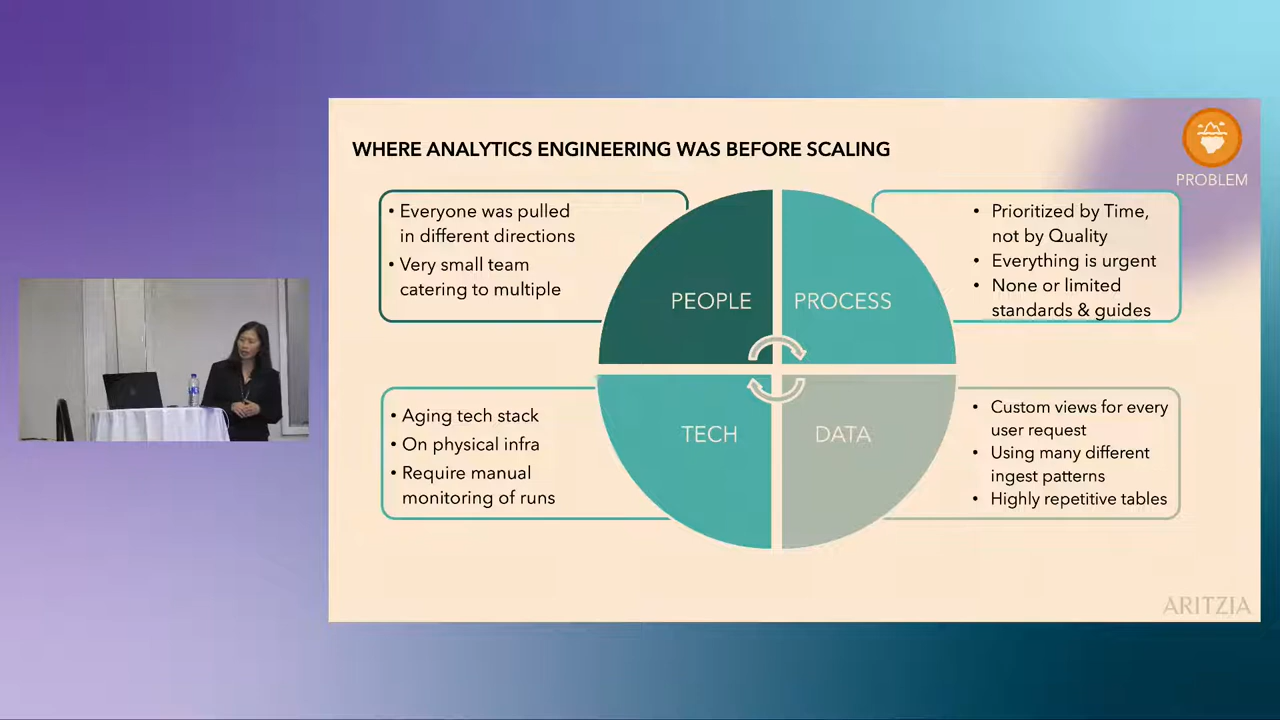 WHERE ANALYTICS ENGINEERING WAS BEFORE SCALING
PROBLEM
• Everyone was pulled
in different directions
• Very small team
catering to multiple
PEOPLE
PROCESS
• Prioritized by Time,
not by Quality
• Everything is urgent
• None or limited
standards & guides
• Aging tech stack
• On physical infra
• Require manual
monitoring of runs
TECH
DATA
• Custom views for every
user request
• Using many different
ingest patterns
• Highly repetitive tables
ARITZIA